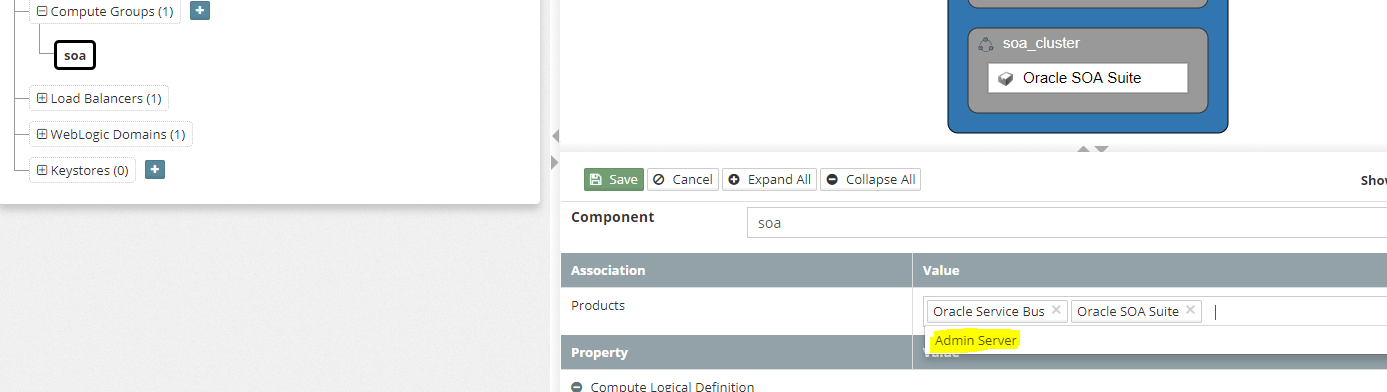 Compute Groups (1)
soa
Load Balancers (1)
WebLogic Domains (1)
Keystores (0)
soa_cluster
Oracle SOA Suite
Save Cancel Expand All Collapse All
Component soa
Association Value
Products Oracle Service Bus Oracle SOA Suite
Admin Server
Property Value
Compute Logical Definition